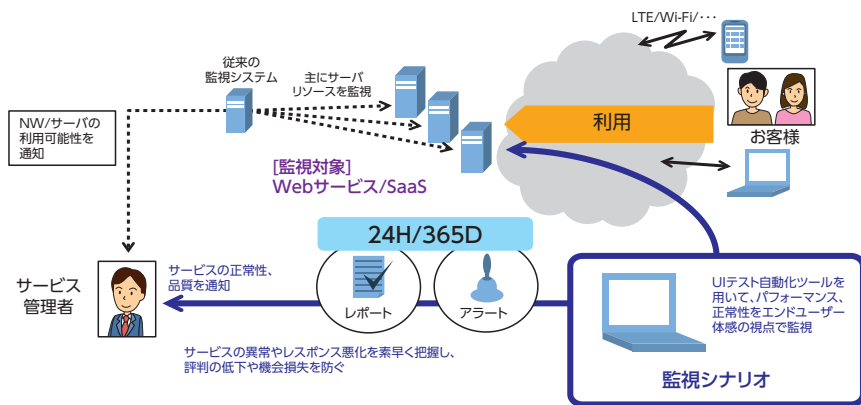 LTE/Wi-Fi/・・・
従来の
監視システム
主にサーバ
リソースを監視
NW/サーバの
利用可能性を
通知
利用
お客様
[監視対象]
Webサービス/SaaS
24H/365D
サービス
管理者
サービスの正常性、
品質を通知
レポート
アラート
UIテスト自動化ツールを
用いて、パフォーマンス、
正常性をエンドユーザー
体感の視点で監視
サービスの異常やレスポンス悪化を素早く把握し、
評判の低下や機会損失を防ぐ
監視シナリオ